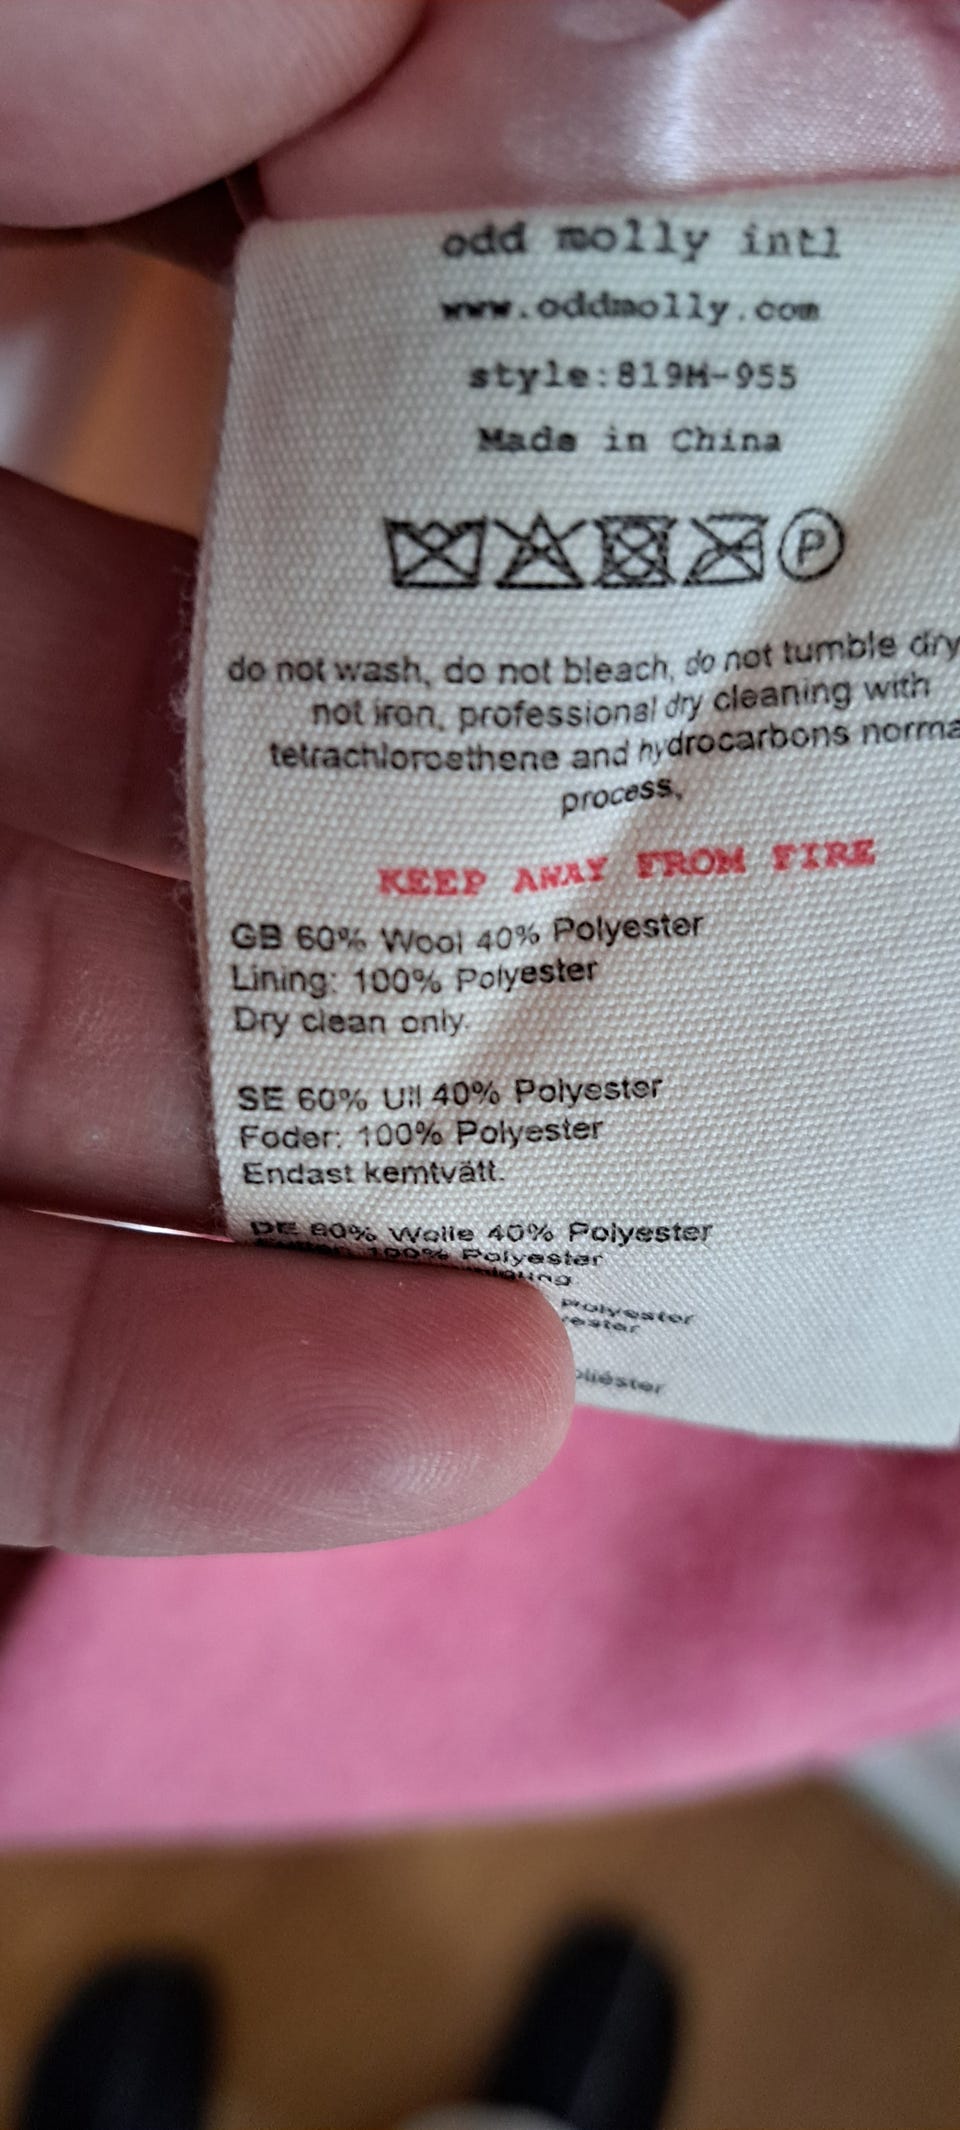 odd molly intl
www.oddmolly.com
style:819M-955
Made in China
P
do not wash, do not bleach, do not tumble dry
not iron, professional dry cleaning with
tetrachloroethene and hydrocarbons norma
process,
KEEP AWAY FROM FIRE
GB 60% Wool 40% Polyester
Lining: 100% Polyester
Dry clean only.
SE 60% Ull 40% Polyester
Foder: 100% Polyester
Endast kemtvätt.
DE 60% Wolle 40% Polyester
100% Polyester
Polyester